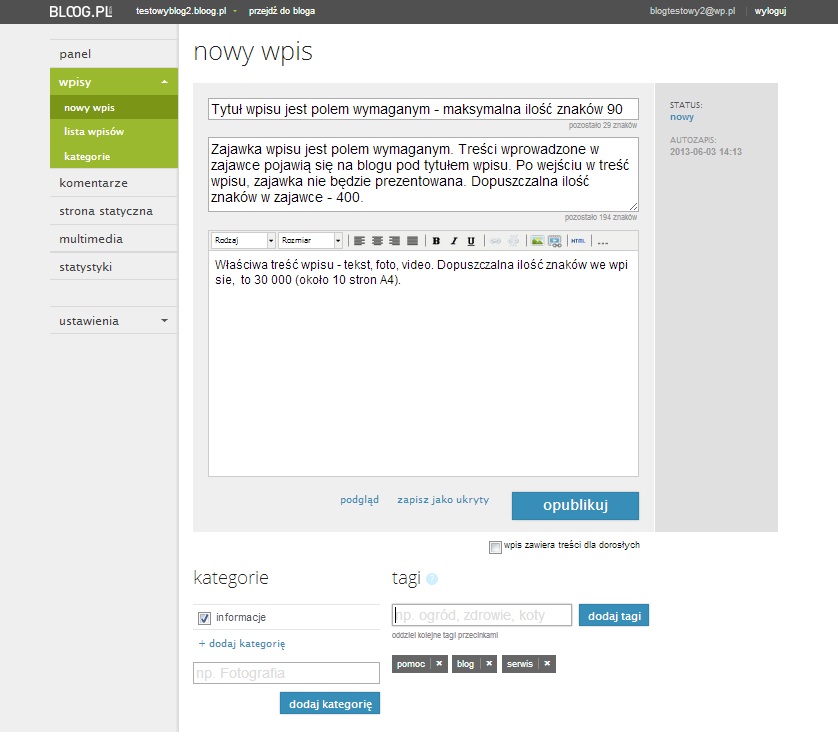 BLOOG.PL testowyblog2.bloog.pl przejdź do bloga blogtestowy2@wp.pl wyloguj
panel
wpisy
nowy wpis
lista wpisów
kategorie
komentarze
strona statyczna
multimedia
statystyki
ustawienia
nowy wpis
Tytuł wpisu jest polem wymaganym - maksymalna ilość znaków 90
pozostało 29 znaków
Zajawka wpisu jest polem wymaganym. Treści wprowadzone w
zajawce pojawią się na blogu pod tytułem wpisu. Po wejściu w treść
wpisu, zajawka nie będzie prezentowana. Dopuszczalna ilość
znaków w zajawce - 400.
pozostało 194 znaków
Rodzaj Rozmiar B I U HTML ...
Właściwa treść wpisu - tekst, foto, video. Dopuszczalna ilość znaków we wpi
sie, to 30 000 (około 10 stron A4).
podgląd zapisz jako ukryty opublikuj
STATUS:
nowy
AUTOZAPIS:
2013-06-03 14:13
wpis zawiera treści dla dorosłych
kategorie
informacje
+ dodaj kategorię
np. Fotografia
dodaj kategorię
tagi ?
np. ogród, zdrowie, koty dodaj tagi
oddziel kolejne tagi przecinkami
pomoc × blog × serwis ×